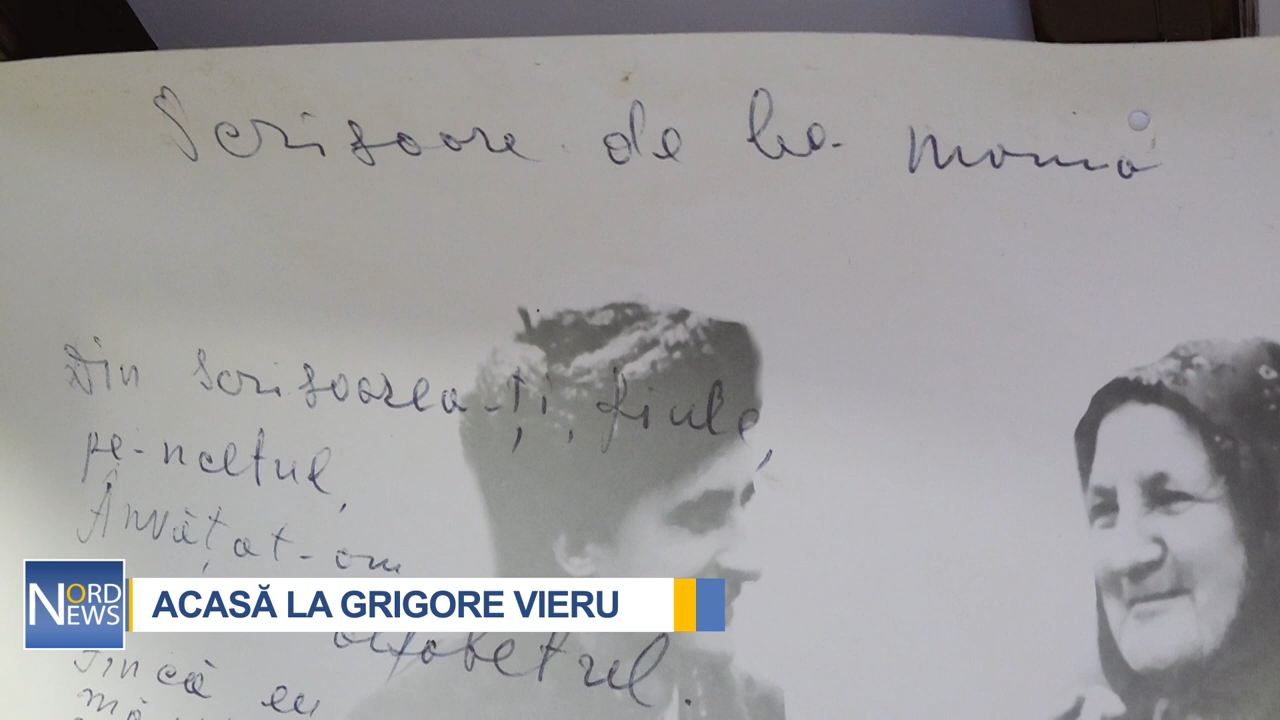 Scrisoare de la mama
Din scrisoarea-ți, fiule,
pe-ncetul,
Învățat-am
alfabetul.
Încă eu
NORD
NEWS
ACASĂ LA GRIGORE VIERU